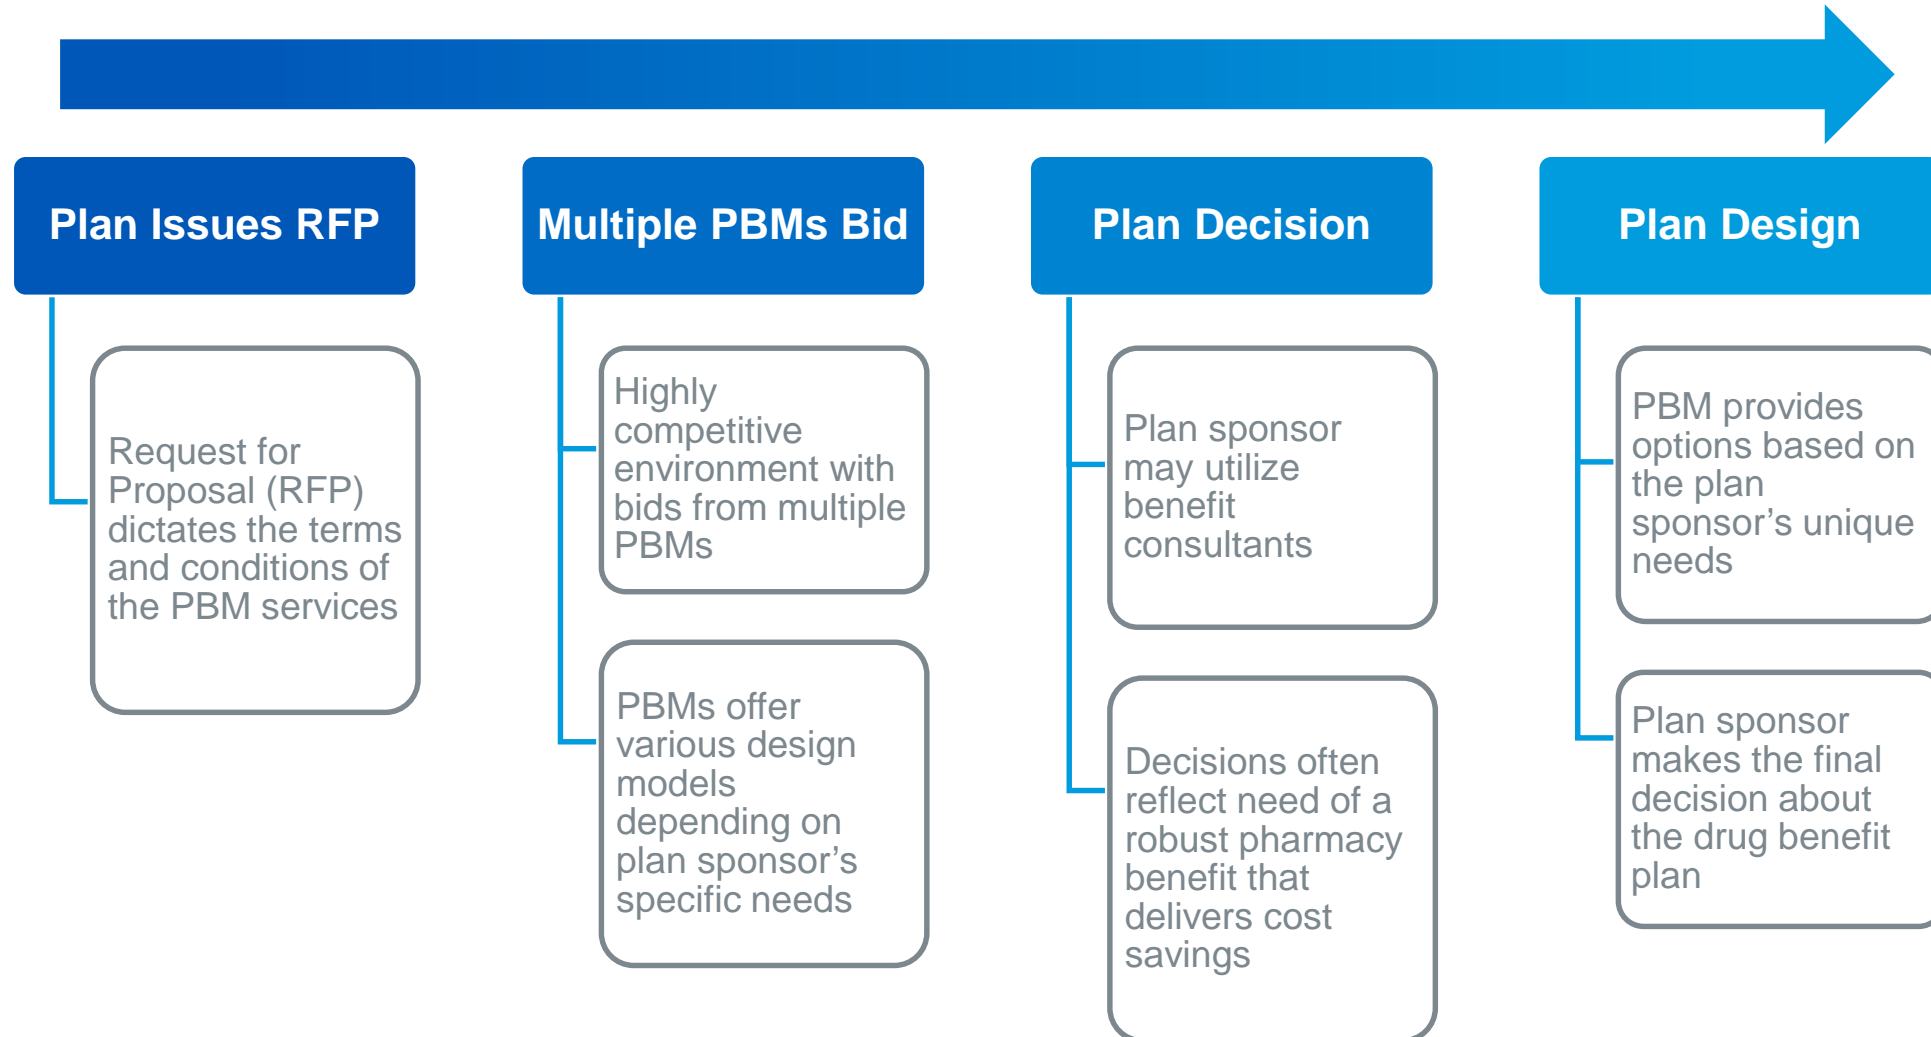 Plan Issues RFP
Request for
Proposal (RFP)
dictates the terms
and conditions of
the PBM services
Multiple PBMs Bid
Highly
competitive
environment with
bids from multiple
PBMs
PBMs offer
various design
models
depending on
plan sponsor’s
specific needs
Plan Decision
Plan sponsor
may utilize
benefit
consultants
Decisions often
reflect need of a
robust pharmacy
benefit that
delivers cost
savings
Plan Design
PBM provides
options based on
the plan
sponsor’s unique
needs
Plan sponsor
makes the final
decision about
the drug benefit
plan